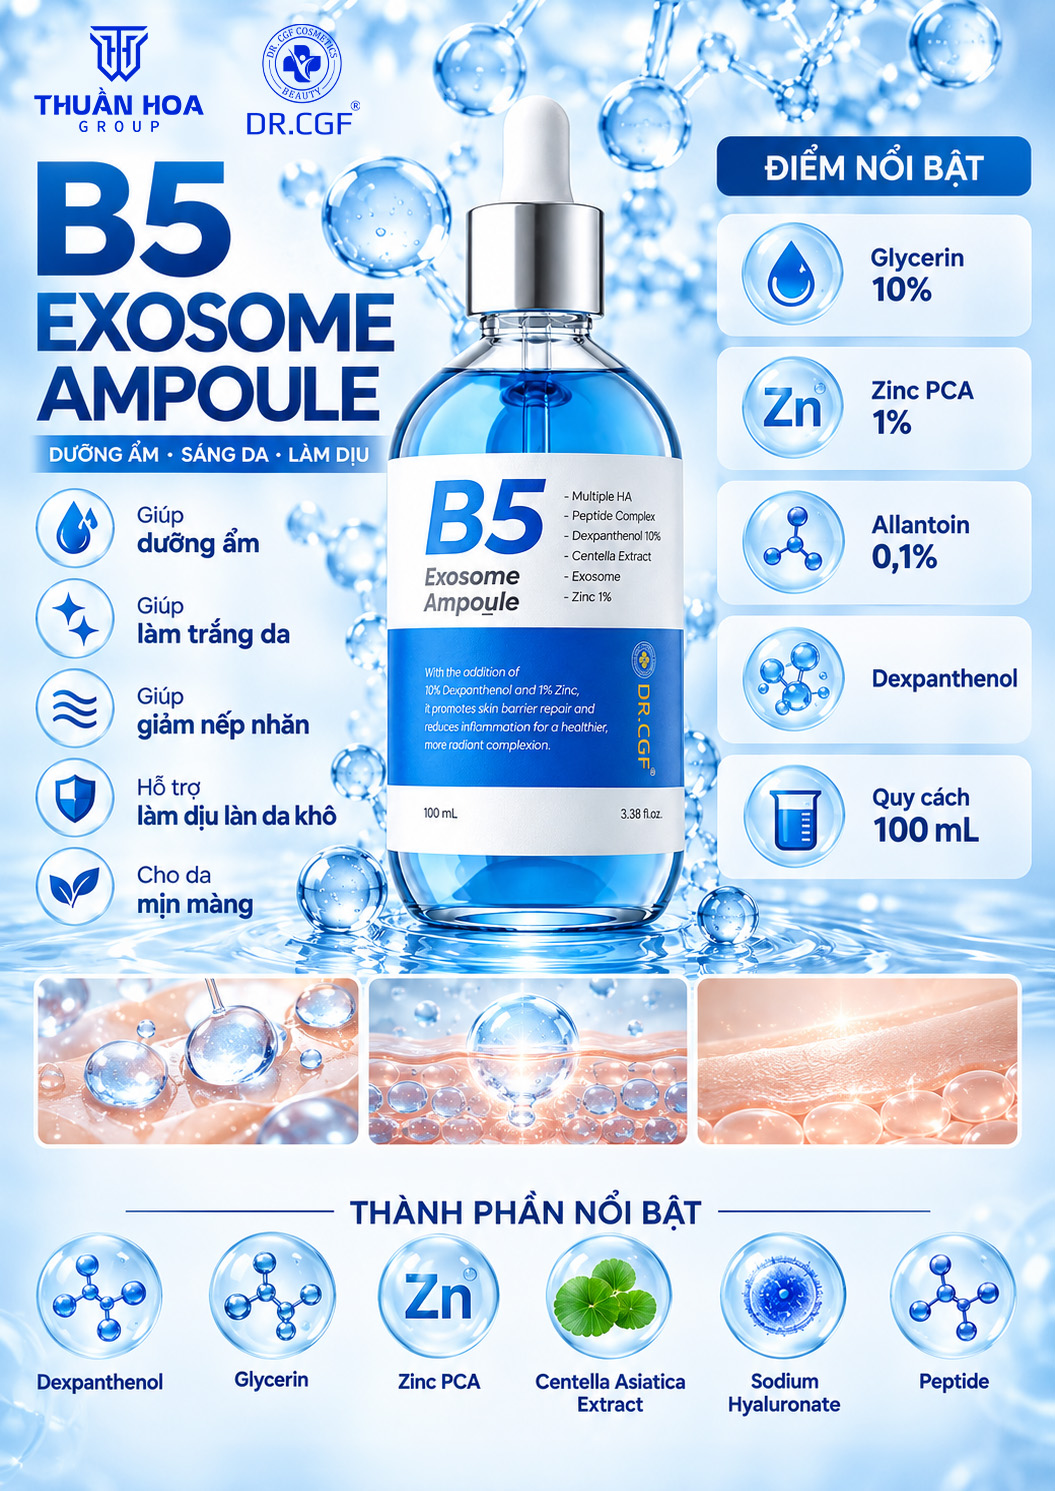 THUẦN HOA
GROUP
DR. CGF COSMETICS
BEAUTY
DR.CGF®
B5
EXOSOME
AMPOULE
DƯỠNG ẨM • SÁNG DA • LÀM DỊU
Giúp
dưỡng ẩm
Giúp
làm trắng da
Giúp
giảm nếp nhăn
Hỗ trợ
làm dịu làn da khô
Cho da
mịn màng
B5
Exosome
Ampoule
- Multiple HA
- Peptide Complex
- Dexpanthenol 10%
- Centella Extract
- Exosome
- Zinc 1%
With the addition of
10% Dexpanthenol and 1% Zinc,
it promotes skin barrier repair and
reduces inflammation for a healthier,
more radiant complexion.
DR.CGF®
100 mL
3.38 fl.oz.
ĐIỂM NỔI BẬT
Glycerin
10%
Zn
Zinc PCA
1%
Allantoin
0,1%
Dexpanthenol
Quy cách
100 mL
THÀNH PHẦN NỔI BẬT
Dexpanthenol
Glycerin
Zn
Zinc PCA
Centella Asiatica
Extract
Sodium
Hyaluronate
Peptide